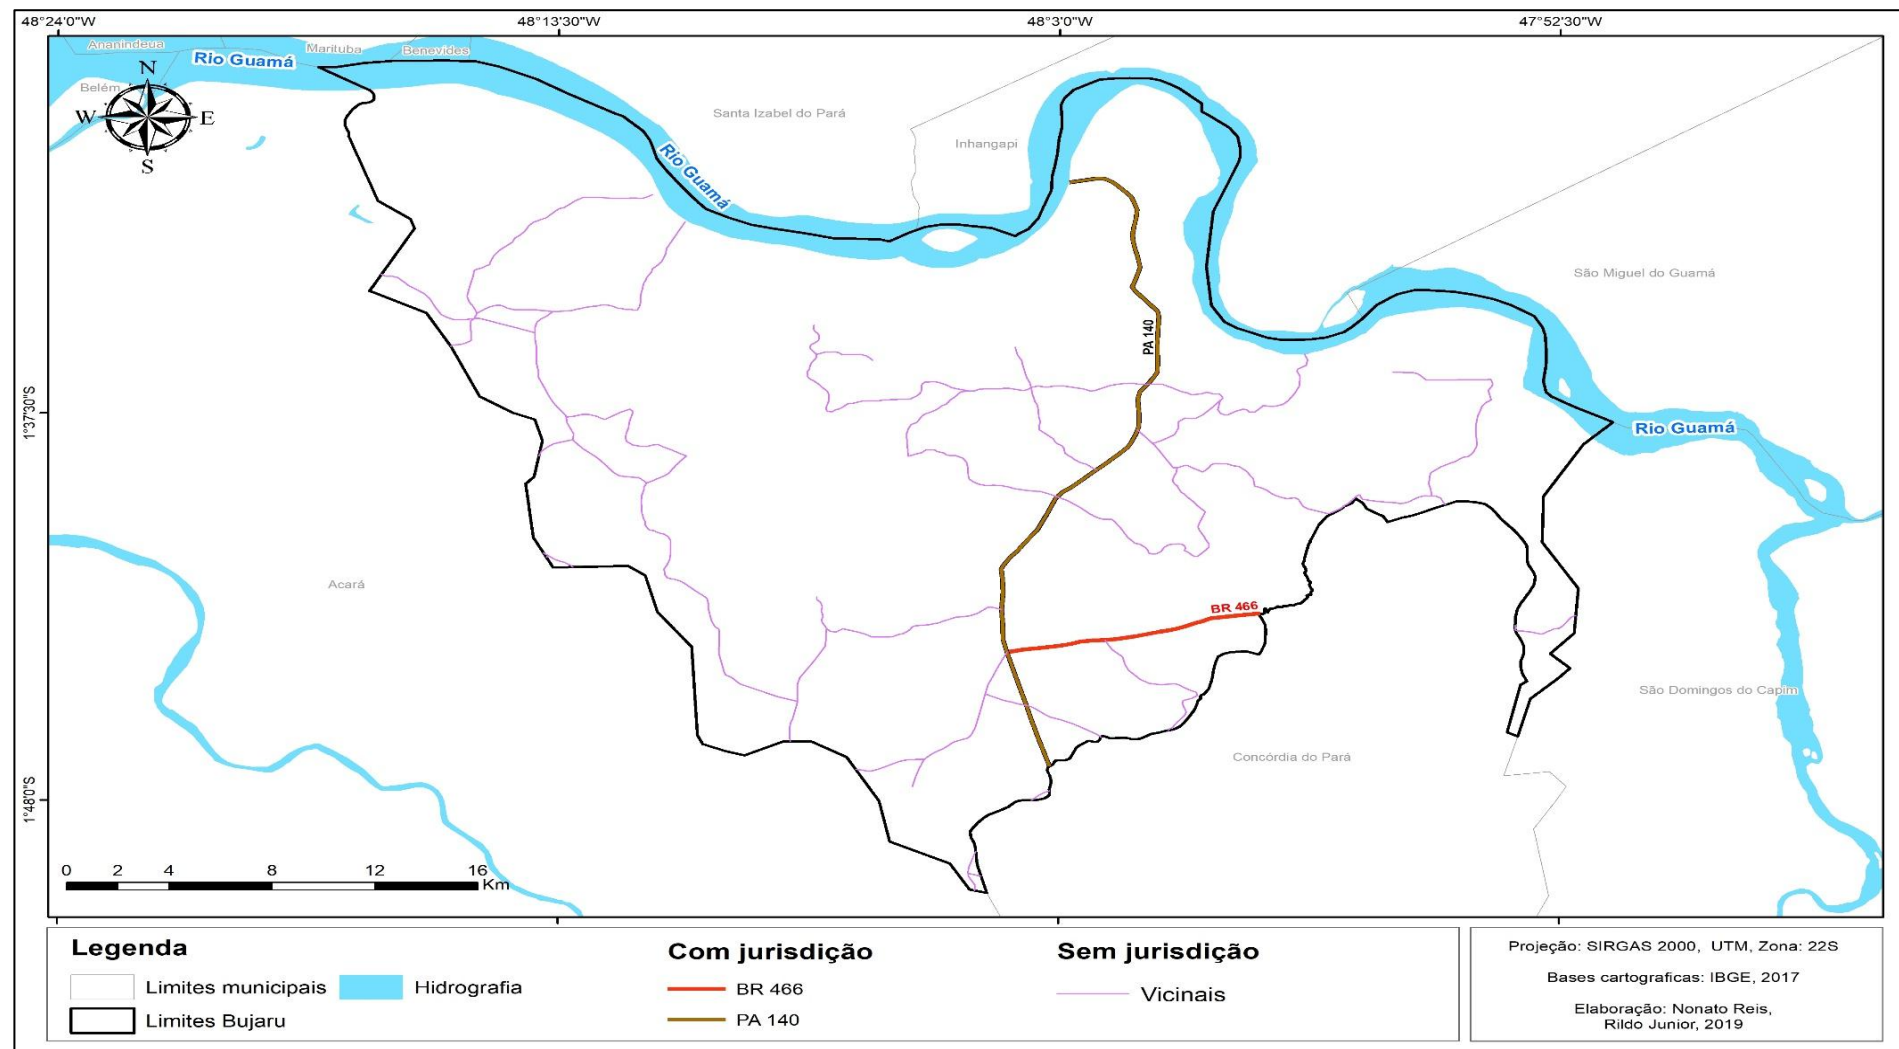 48°24'0"W
48°13'30"W
48°3'0"W
47°52'30"W
Ananindeua
Rio Guamá
Marituba
Benevides
Belém
N
W
E
S
Santa Izabel do Pará
Inhangapi
Rio Guamá
São Miguel do Guamá
PA 140
1°37'30"S
Rio Guamá
Acará
BR 466
São Domingos do Capim
Concórdia do Pará
1°48'0"S
0 2 4 8 12 16
Km
Legenda
Limites municipais
Hidrografia
Limites Bujaru
Com jurisdição
BR 466
PA 140
Sem jurisdição
Vicinais
Projeção: SIRGAS 2000, UTM, Zona: 22S
Bases cartograficas: IBGE, 2017
Elaboração: Nonato Reis,
Rildo Junior, 2019